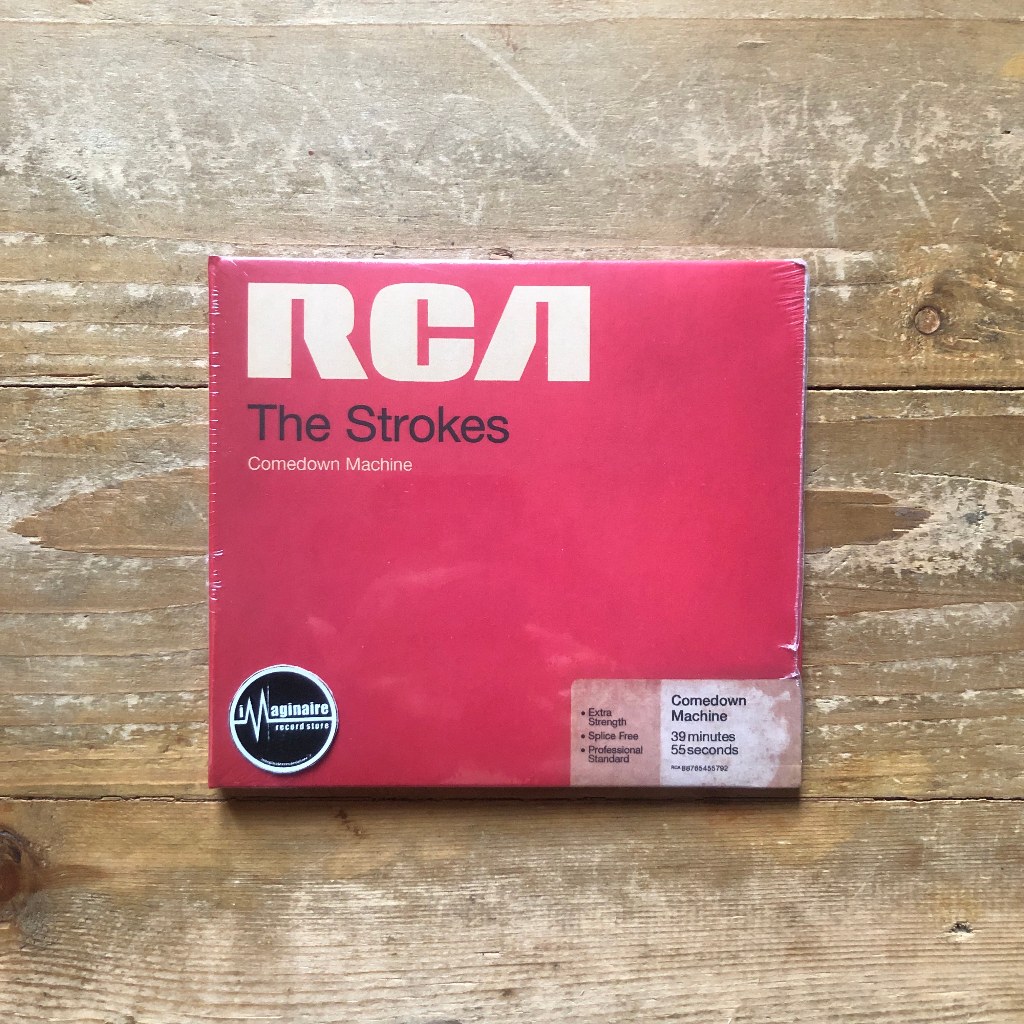 RCA
The Strokes
Comedown Machine
iMaginaire
record store
• Extra
Strength
• Splice Free
• Professional
Standard
Comedown
Machine
39 minutes
55 seconds
RCA 88765455792